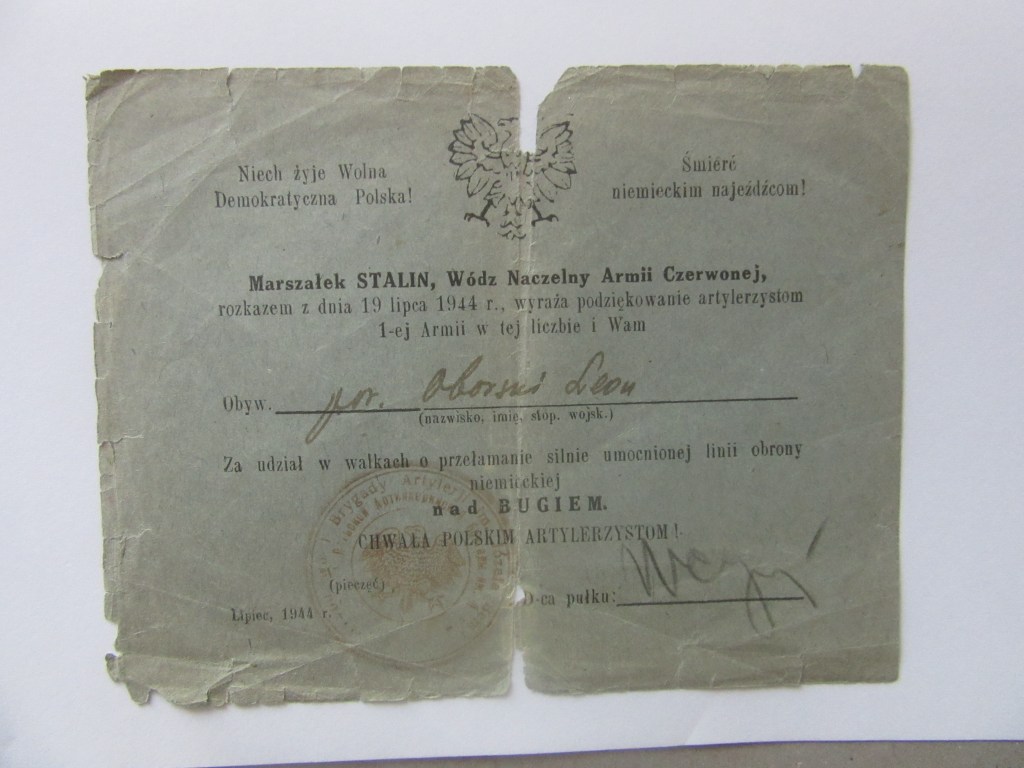 Niech żyje Wolna
Demokratyczna Polska!
Śmierć
niemieckim najeźdźcom!
Marszałek STALIN, Wódz Naczelny Armii Czerwonej,
rozkazem z dnia 19 lipca 1944 r., wyraża podziękowanie artylerzystom
1-ej Armii w tej liczbie i Wam
Obyw. por. Oborski Leon
(nazwisko, imię, stop. wojsk.)
Za udział w walkach o przełamanie silnie umocnionej linii obrony
niemieckiej
nad BUGIEM.
CHWAŁA POLSKIM ARTYLERZYSTOM!
Brygady Artylerji
(pieczęć)
D-ca pułku:
Lipiec, 1944 r.